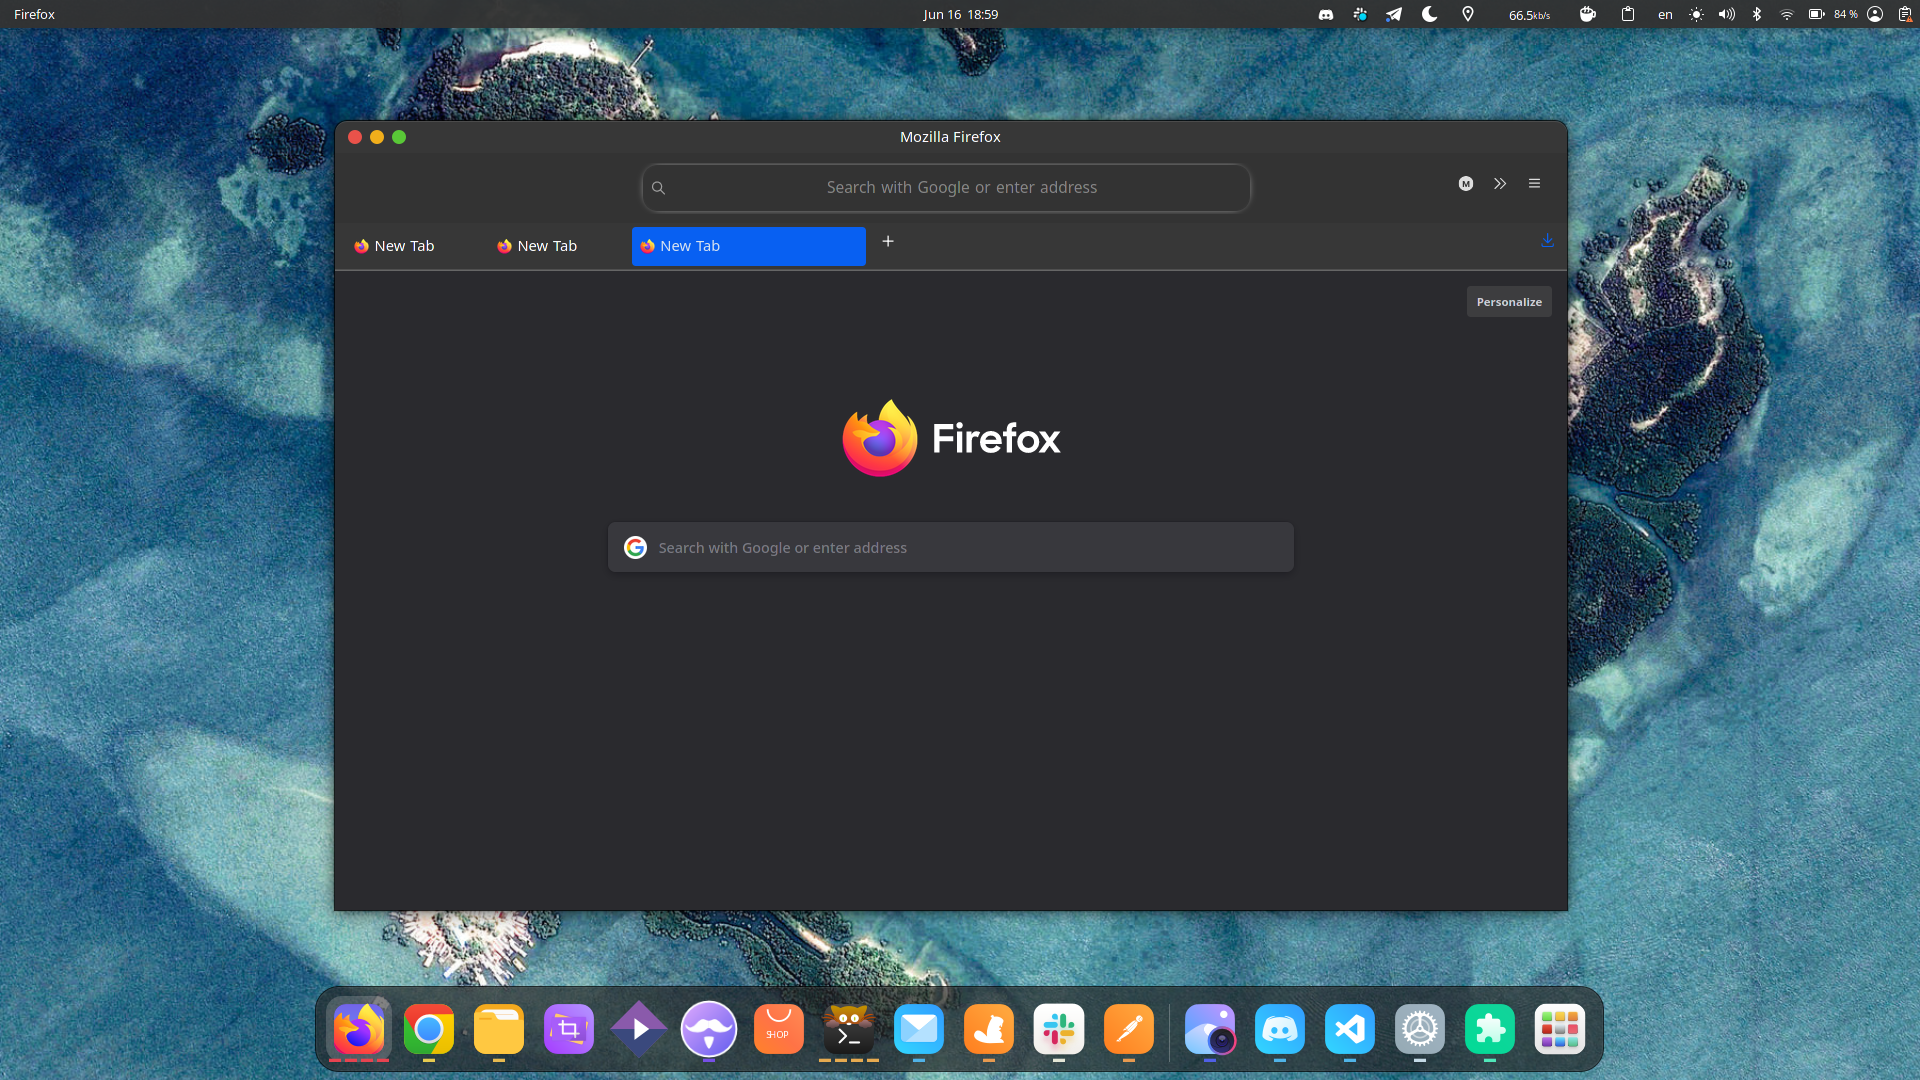 Firefox
Jun 16 18:59
66.5kb/s
en
84 %
Mozilla Firefox
Search with Google or enter address
M
New Tab
New Tab
New Tab
Personalize
Firefox
Search with Google or enter address
SHOP